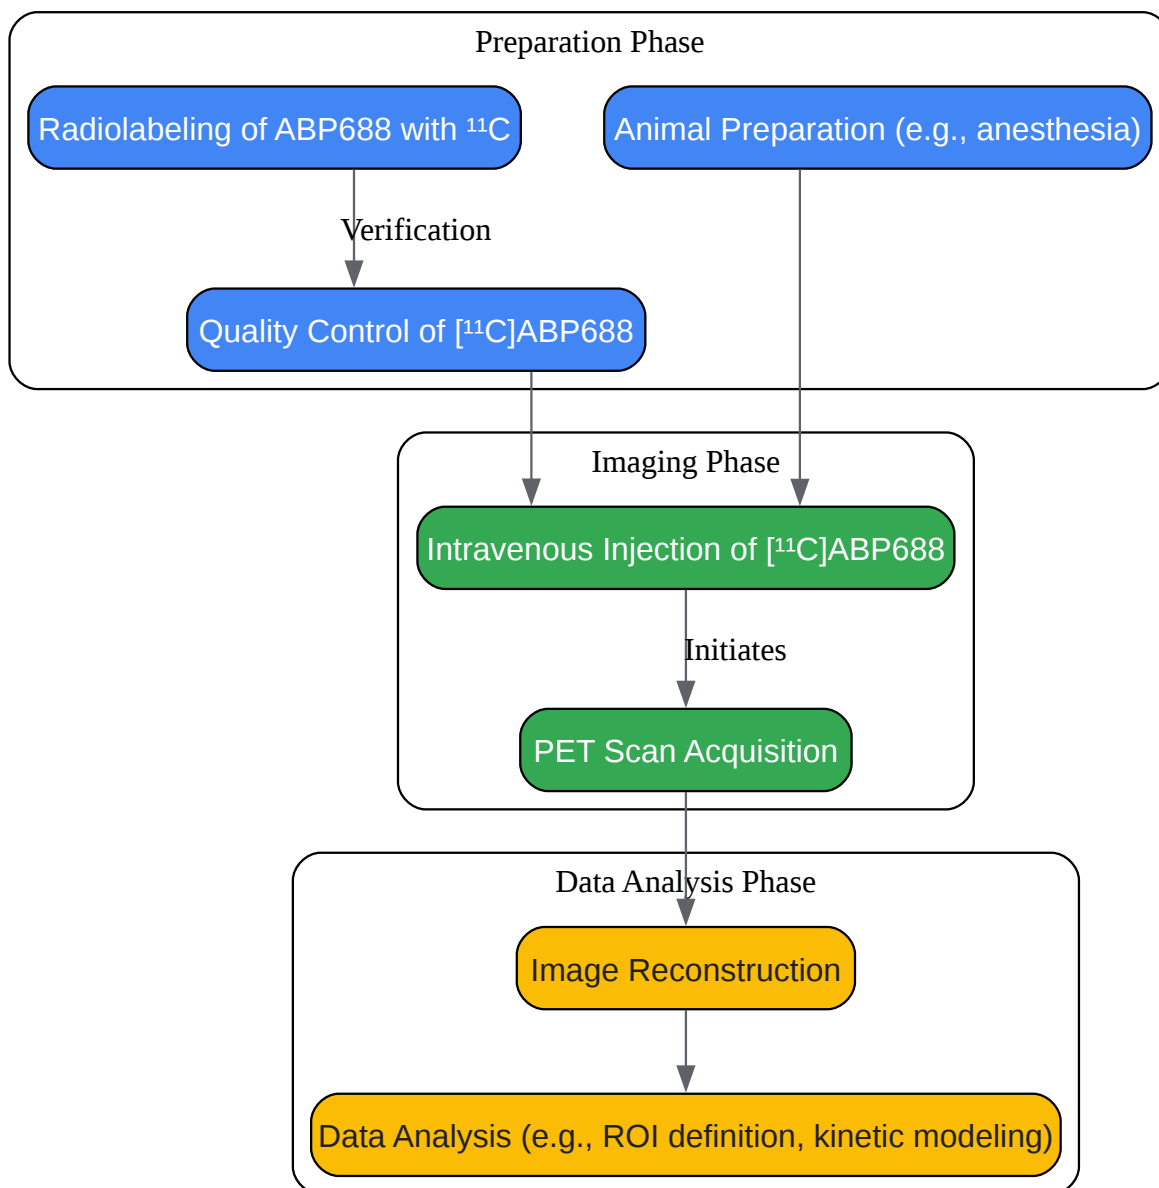 Preparation Phase
Radiolabeling of ABP688 with ¹¹C
Animal Preparation (e.g., anesthesia)
Verification
Quality Control of [¹¹C]ABP688
Imaging Phase
Intravenous Injection of [¹¹C]ABP688
Initiates
PET Scan Acquisition
Data Analysis Phase
Image Reconstruction
Data Analysis (e.g., ROI definition, kinetic modeling)